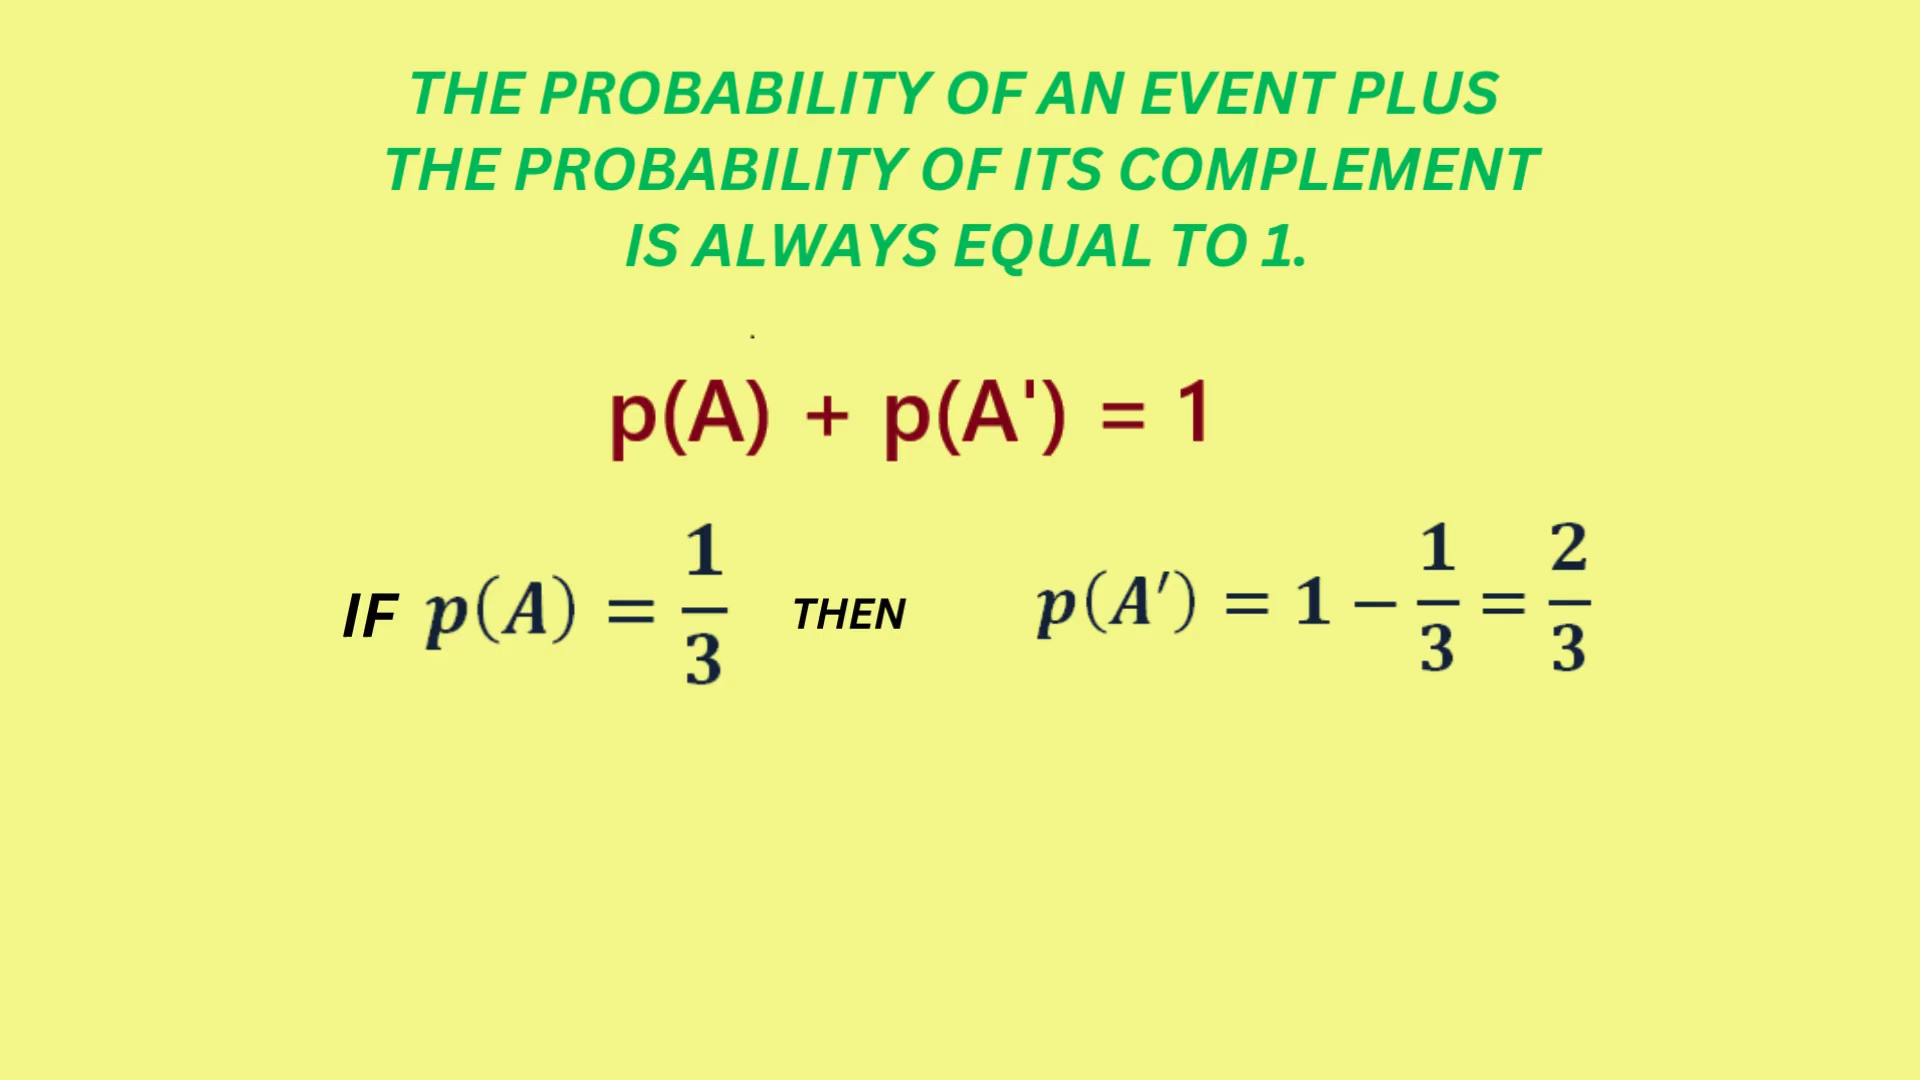 THE PROBABILITY OF AN EVENT PLUS
THE PROBABILITY OF ITS COMPLEMENT
IS ALWAYS EQUAL TO 1.
p(A) + p(A') = 1
IF p(A) = 1/3 THEN p(A′) = 1 − 1/3 = 2/3